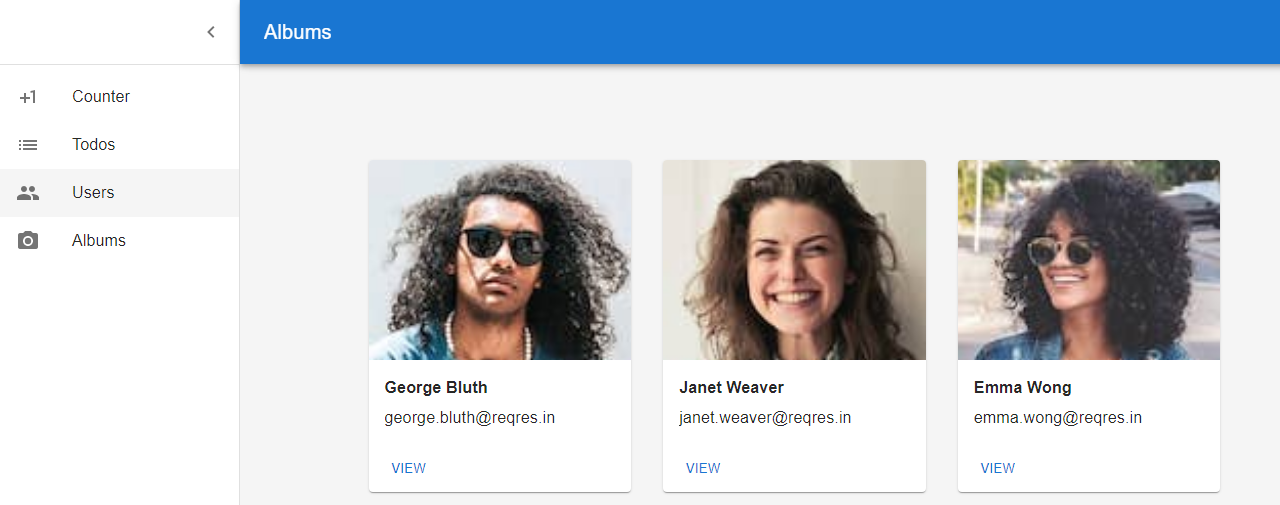 Albums
Counter
Todos
Users
Albums
George Bluth
george.bluth@reqres.in
VIEW
Janet Weaver
janet.weaver@reqres.in
VIEW
Emma Wong
emma.wong@reqres.in
VIEW